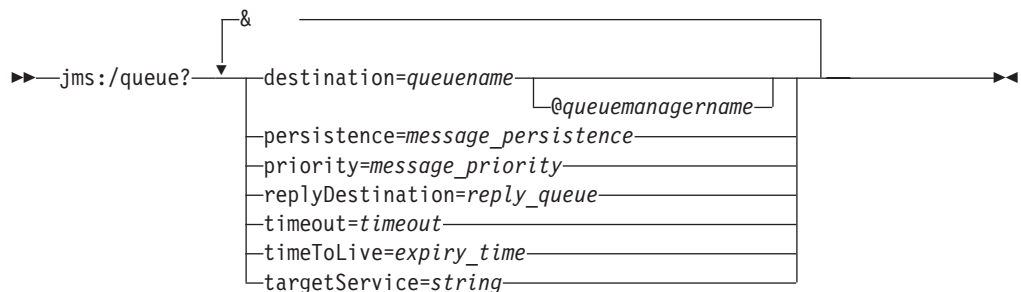 &
jms:/queue? destination=queuename
@queuemanagername
persistence=message_persistence
priority=message_priority
replyDestination=reply_queue
timeout=timeout
timeToLive=expiry_time
targetService=string